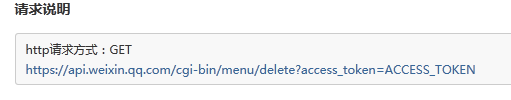 请求说明
http请求方式：GET
https://api.weixin.qq.com/cgi-bin/menu/delete?access_token=ACCESS_TOKEN